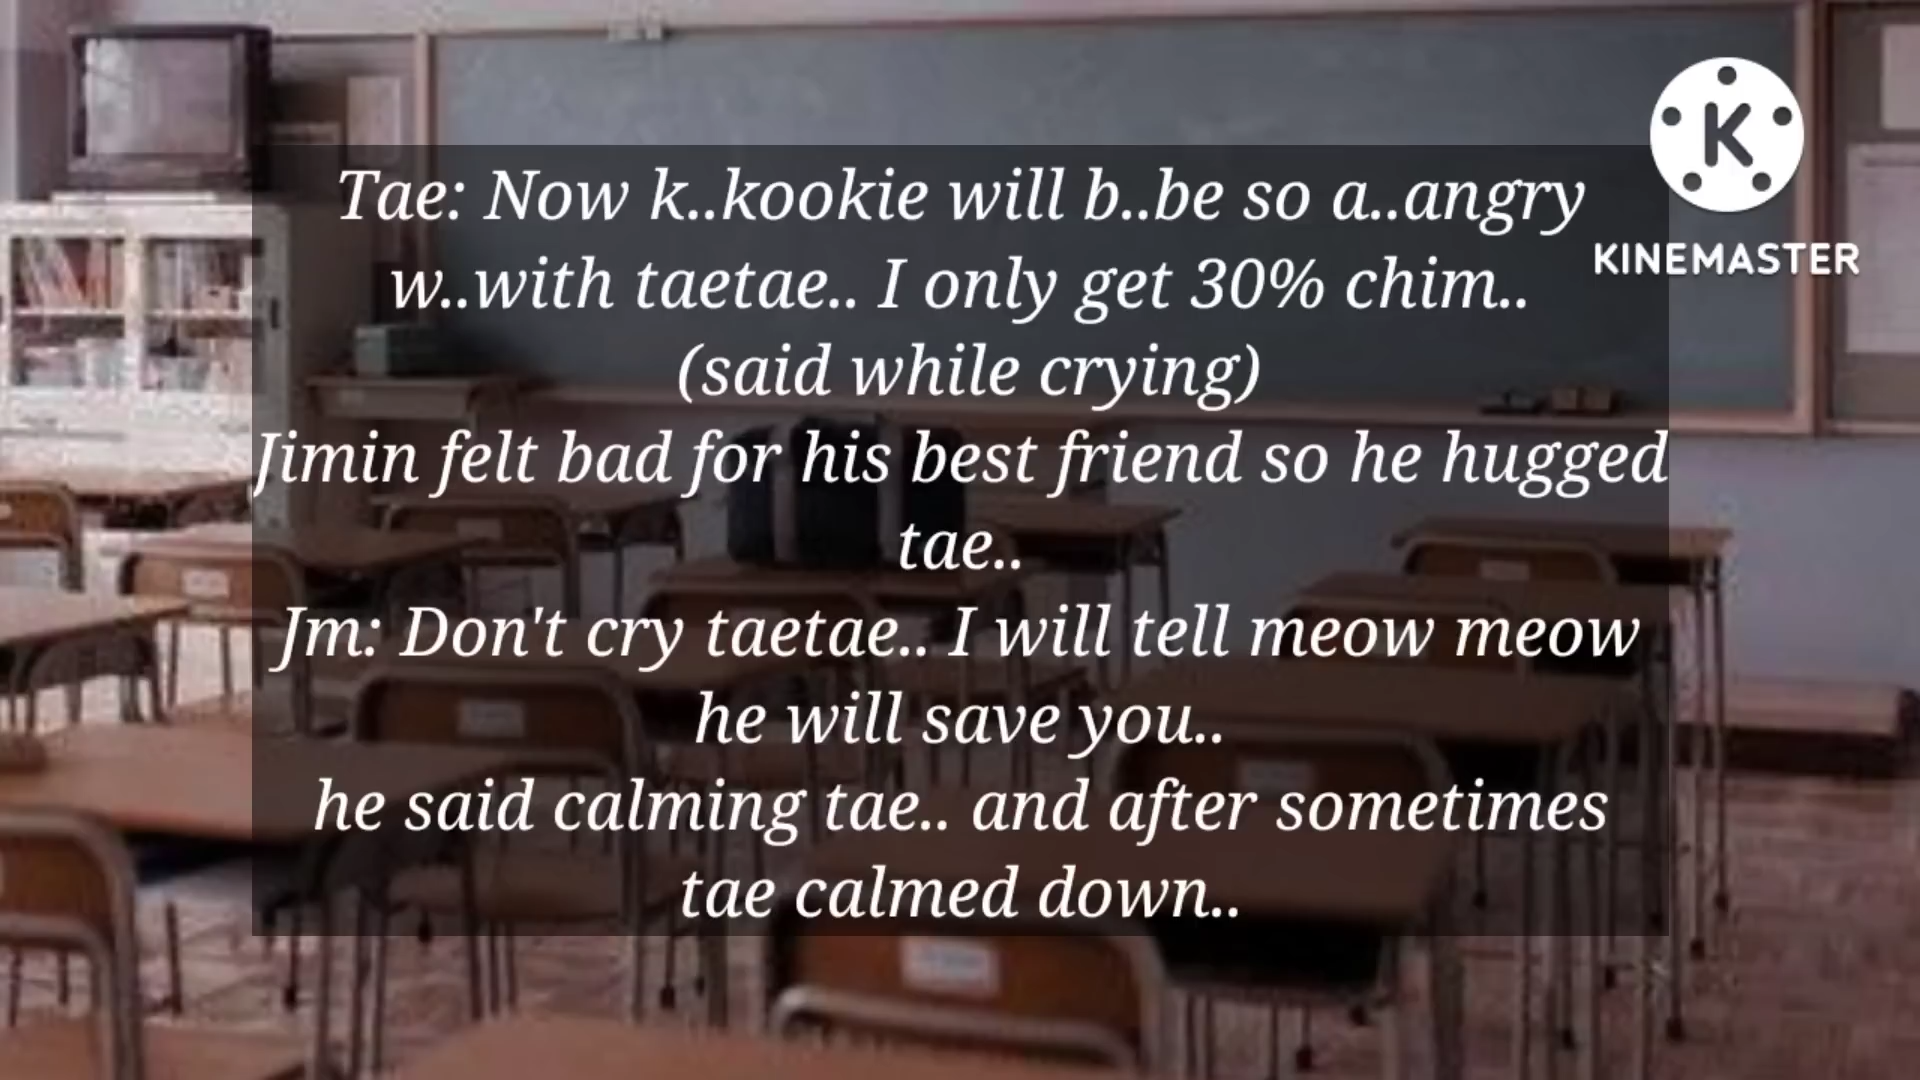 Tae: Now k..kookie will b..be so a..angry
w..with taetae.. I only get 30% chim..
(said while crying)
Jimin felt bad for his best friend so he hugged
tae..
Jm: Don't cry taetae.. I will tell meow meow
he will save you..
he said calming tae.. and after sometimes
tae calmed down..
K
KINEMASTER